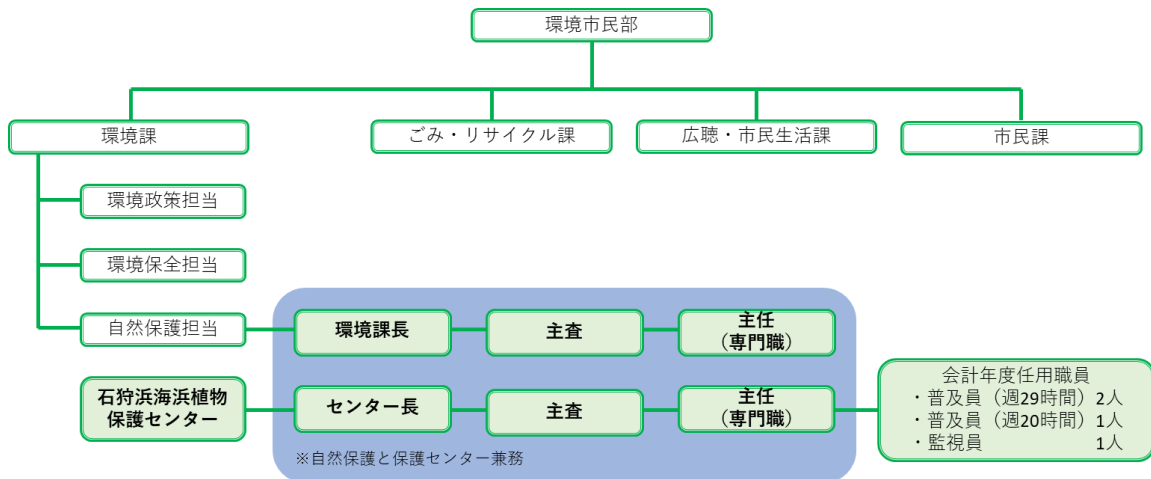 環境市民部
環境課
ごみ・リサイクル課
広聴・市民生活課
市民課
環境政策担当
環境保全担当
自然保護担当
環境課長
主査
主任
（専門職）
石狩浜海浜植物
保護センター
センター長
主査
主任
（専門職）
会計年度任用職員
・普及員（週29時間）2人
・普及員（週20時間）1人
・監視員　　　　　　1人
※自然保護と保護センター兼務